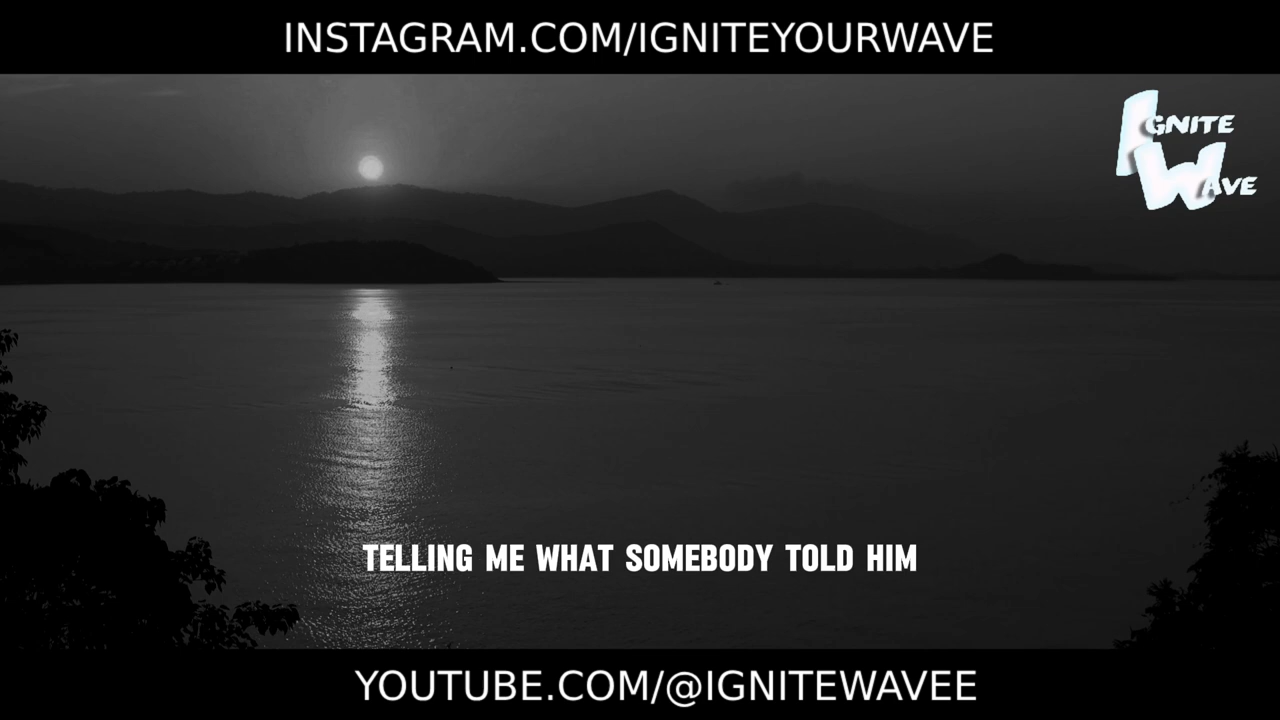 INSTAGRAM.COM/IGNITEYOURWAVE
IGNITE
WAVE
TELLING ME WHAT SOMEBODY TOLD HIM
YOUTUBE.COM/@IGNITEWAVEE